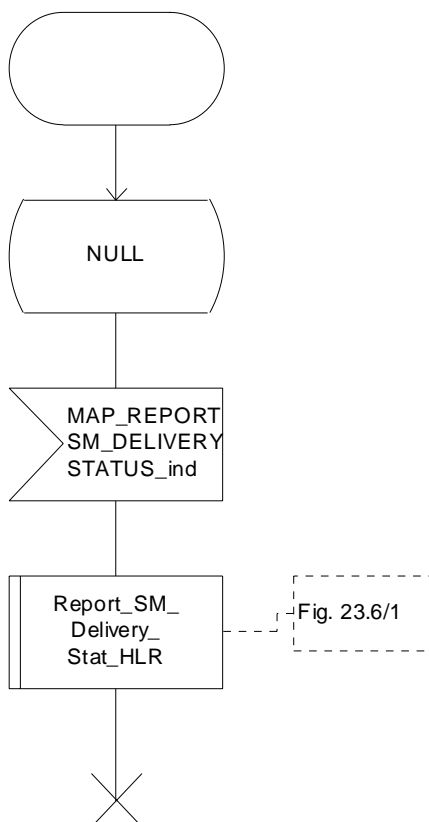 NULL
MAP_REPORT
SM_DELIVERY
STATUS_ind
Report_SM_
Delivery_
Stat_HLR
Fig. 23.6/1